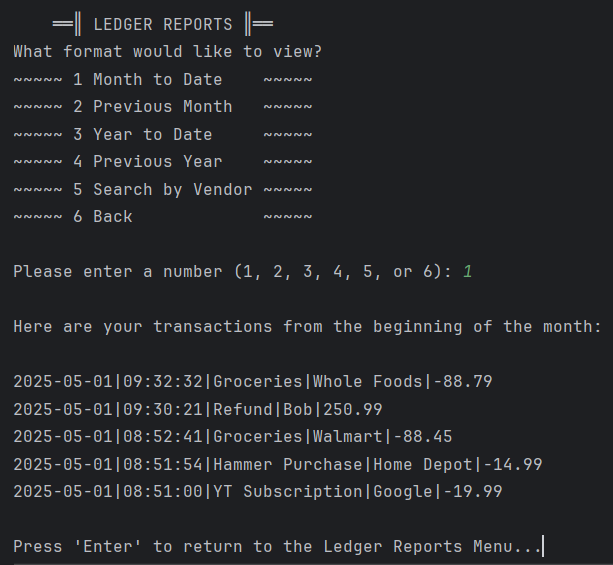 ══╣ LEDGER REPORTS ╠══
What format would like to view?
~~~~~ 1 Month to Date    ~~~~~
~~~~~ 2 Previous Month   ~~~~~
~~~~~ 3 Year to Date     ~~~~~
~~~~~ 4 Previous Year    ~~~~~
~~~~~ 5 Search by Vendor ~~~~~
~~~~~ 6 Back             ~~~~~
Please enter a number (1, 2, 3, 4, 5, or 6): 1
Here are your transactions from the beginning of the month:
2025-05-01|09:32:32|Groceries|Whole Foods|-88.79
2025-05-01|09:30:21|Refund|Bob|250.99
2025-05-01|08:52:41|Groceries|Walmart|-88.45
2025-05-01|08:51:54|Hammer Purchase|Home Depot|-14.99
2025-05-01|08:51:00|YT Subscription|Google|-19.99
Press 'Enter' to return to the Ledger Reports Menu...